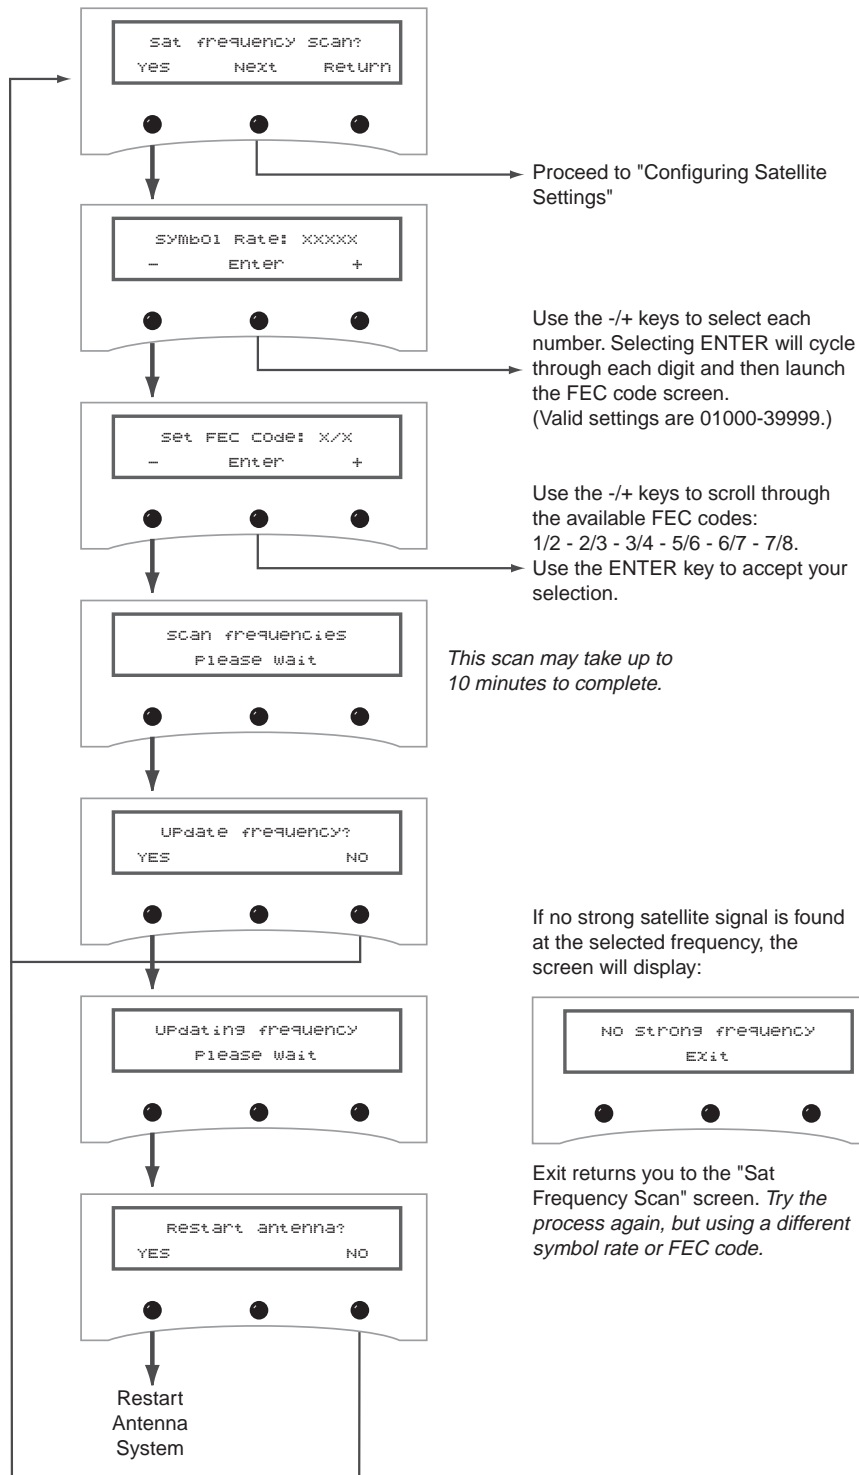 Sat frequency scan?
Yes Next Return
Proceed to "Configuring Satellite
Settings"
Symbol Rate: XXXXX
- Enter +
Use the -/+ keys to select each
number. Selecting ENTER will cycle
through each digit and then launch
the FEC code screen.
(Valid settings are 01000-39999.)
Set FEC Code: X/X
- Enter +
Use the -/+ keys to scroll through
the available FEC codes:
1/2 - 2/3 - 3/4 - 5/6 - 6/7 - 7/8.
Use the ENTER key to accept your
selection.
Scan frequencies
Please Wait
This scan may take up to
10 minutes to complete.
Update frequency?
YES NO
If no strong satellite signal is found
at the selected frequency, the
screen will display:
Updating frequency
Please Wait
No strong frequency
Exit
Exit returns you to the "Sat
Frequency Scan" screen. Try the
process again, but using a different
symbol rate or FEC code.
Restart antenna?
YES NO
Restart
Antenna
System